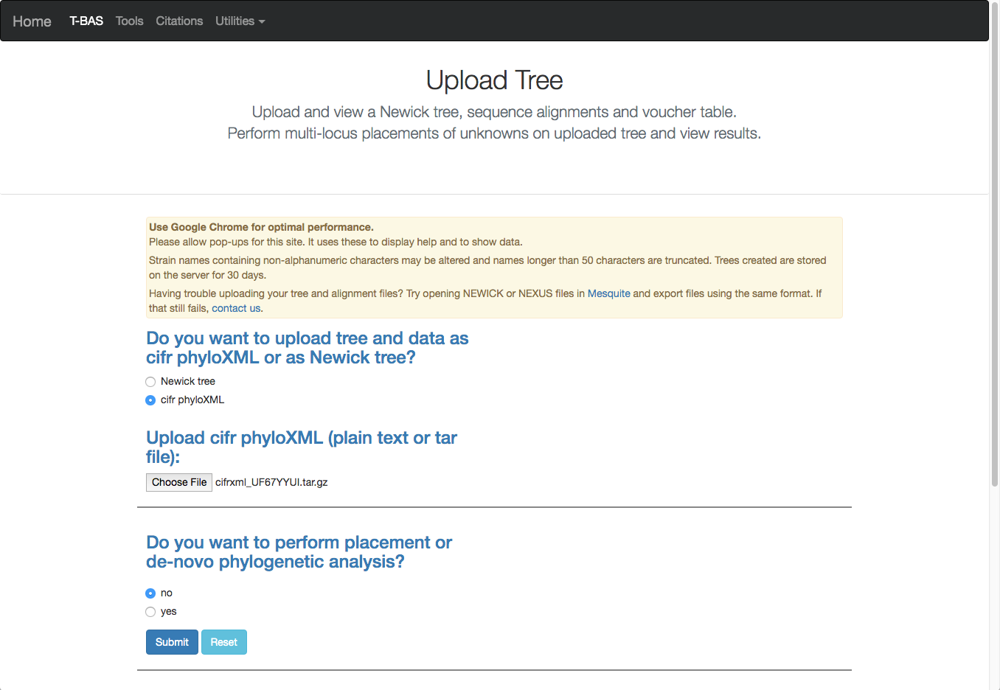 Home T-BAS Tools Citations Utilities
Upload Tree
Upload and view a Newick tree, sequence alignments and voucher table.
Perform multi-locus placements of unknowns on uploaded tree and view results.
Use Google Chrome for optimal performance.
Please allow pop-ups for this site. It uses these to display help and to show data.
Strain names containing non-alphanumeric characters may be altered and names longer than 50 characters are truncated. Trees created are stored
on the server for 30 days.
Having trouble uploading your tree and alignment files? Try opening NEWICK or NEXUS files in Mesquite and export files using the same format. If
that still fails, contact us.
Do you want to upload tree and data as
cifr phyloXML or as Newick tree?
Newick tree
cifr phyloXML
Upload cifr phyloXML (plain text or tar
file):
Choose File cifrxml_UF67YYUI.tar.gz
Do you want to perform placement or
de-novo phylogenetic analysis?
no
yes
Submit Reset